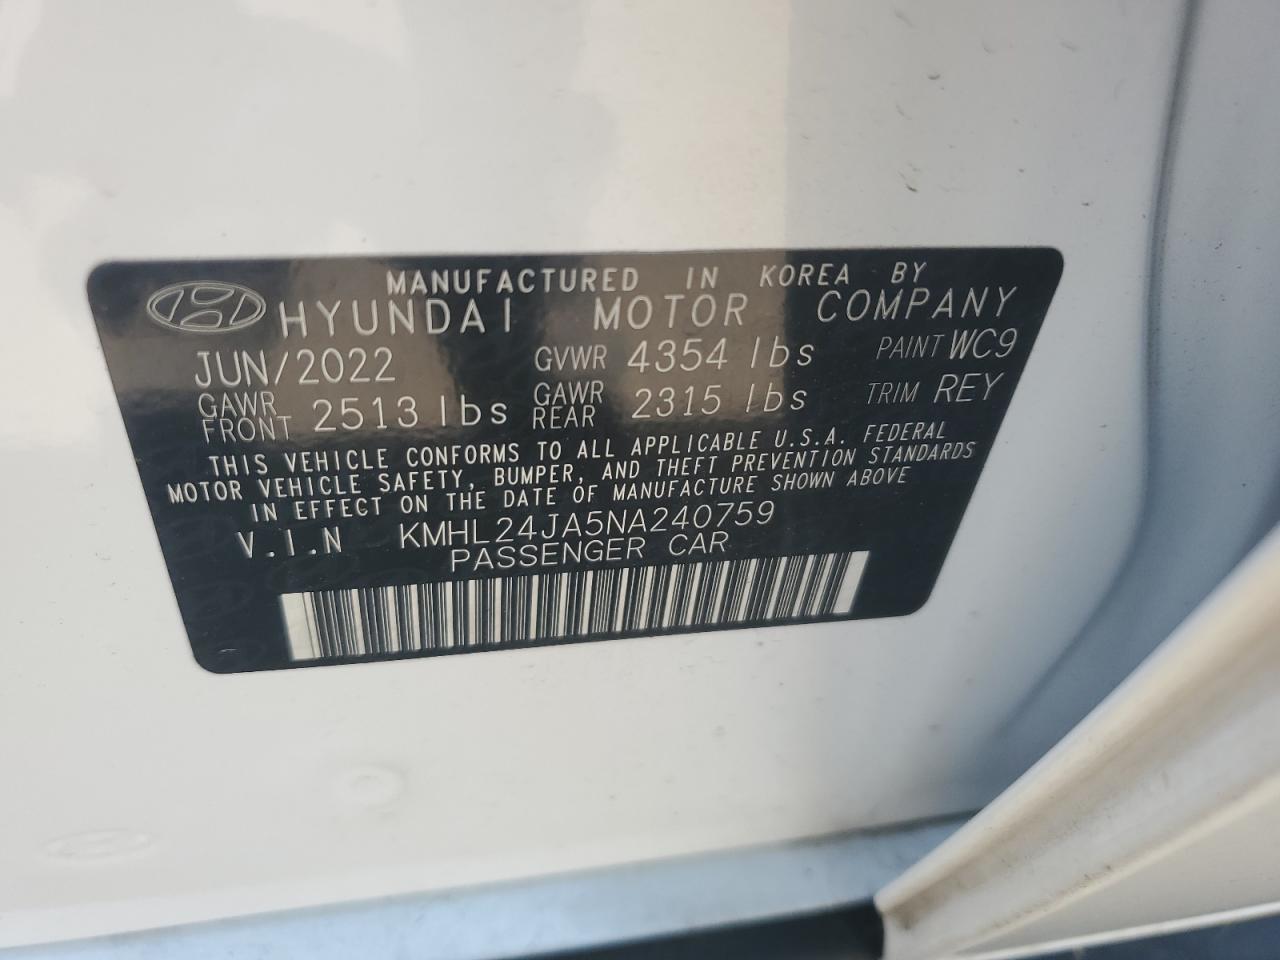 MANUFACTURED IN KOREA BY
HYUNDAI MOTOR COMPANY
JUN/2022 GVWR 4354 lbs PAINT WC9
GAWR FRONT 2513 lbs GAWR REAR 2315 lbs TRIM REY
THIS VEHICLE CONFORMS TO ALL APPLICABLE U.S.A. FEDERAL
MOTOR VEHICLE SAFETY, BUMPER, AND THEFT PREVENTION STANDARDS
IN EFFECT ON THE DATE OF MANUFACTURE SHOWN ABOVE
V.I.N KMHL24JA5NA240759
PASSENGER CAR